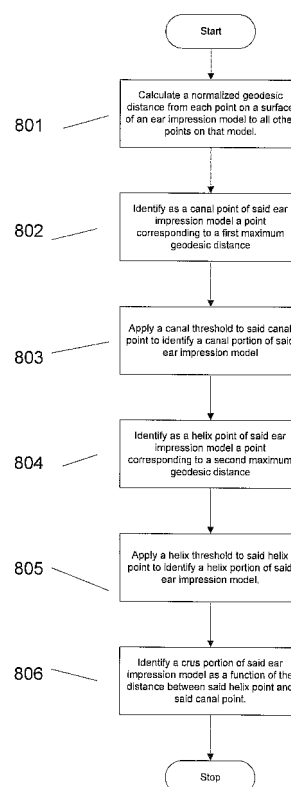 Start
801
Calculate a normalized geodesic
distance from each point on a surface
of an ear impression model to all othe
points on that model.
802
Identify as a canal point of said ear
impression model a point
corresponding to a first maximum
geodesic distance
803
Apply a canal threshold to said canal
point to identify a canal portion of said
ear impression model
804
Identify as a helix point of said ear
impression model a point
corresponding to a second maximum
geodesic distance
805
Apply a helix threshold to said helix
point to identify a helix portion of said
ear impression model.
806
Identify a crus portion of said ear
impression model as a function of the
distance between said helix point and
said canal point.
Stop